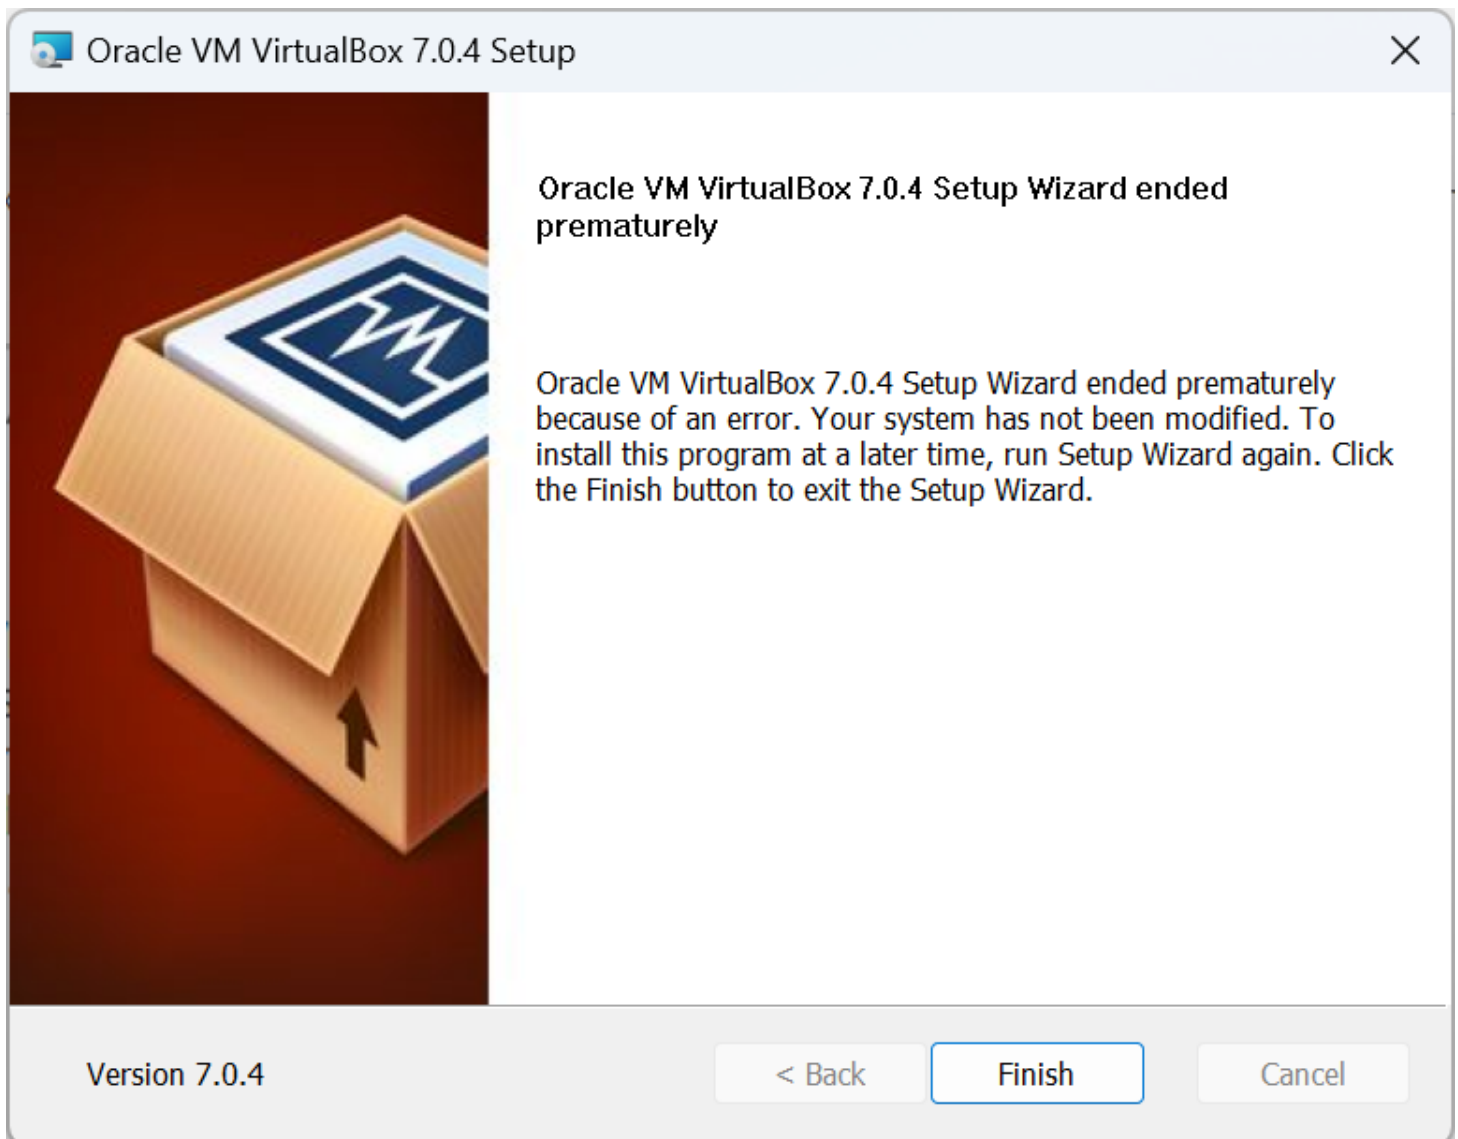 Oracle VM VirtualBox 7.0.4 Setup
Oracle VM VirtualBox 7.0.4 Setup Wizard ended
prematurely
Oracle VM VirtualBox 7.0.4 Setup Wizard ended prematurely
because of an error. Your system has not been modified. To
install this program at a later time, run Setup Wizard again. Click
the Finish button to exit the Setup Wizard.
Version 7.0.4
< Back
Finish
Cancel